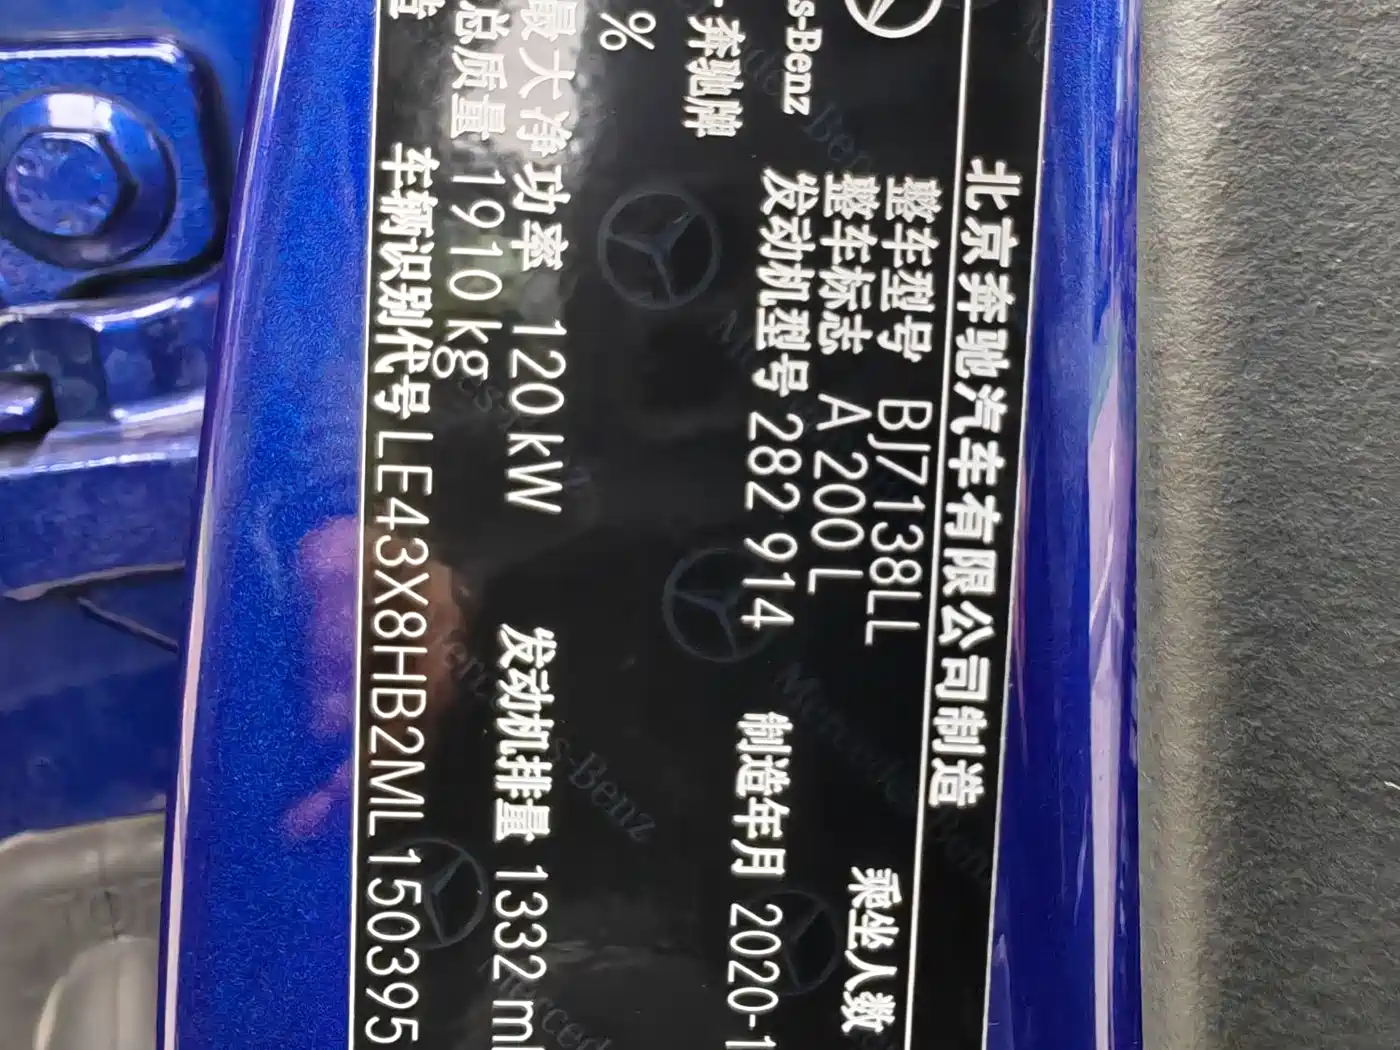 北京奔驰汽车有限公司制造
整车型号 BJ7138LL
整车标志 A 200 L 乘坐人数
s-Benz
发动机型号 282 914 制造年月 2020-1
奔驰牌
%
最大净功率 120 kW 发动机排量 1332 ml
总质量 1910 kg
车辆识别代号 LE43X8HB2ML150395
造